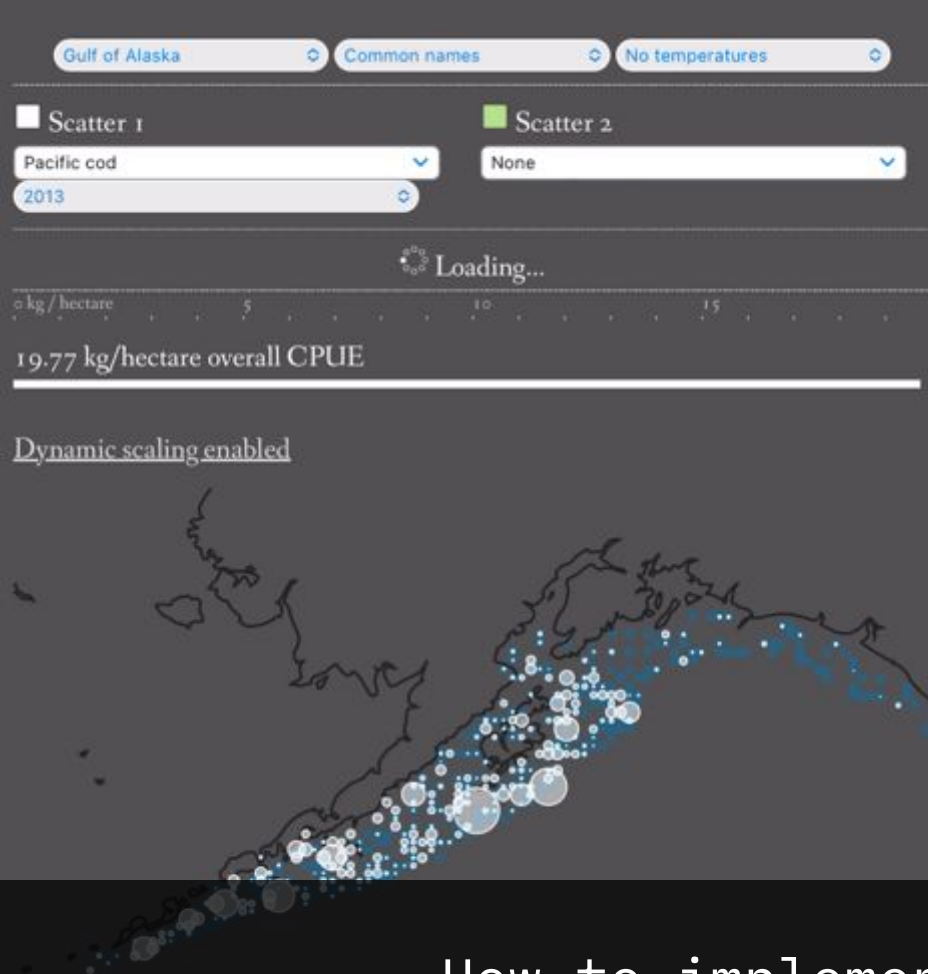 Gulf of Alaska Common names No temperatures
Scatter 1 Scatter 2
Pacific cod None
2013
Loading...
0 kg / hectare 5 10 15
19.77 kg/hectare overall CPUE
Dynamic scaling enabled
How to